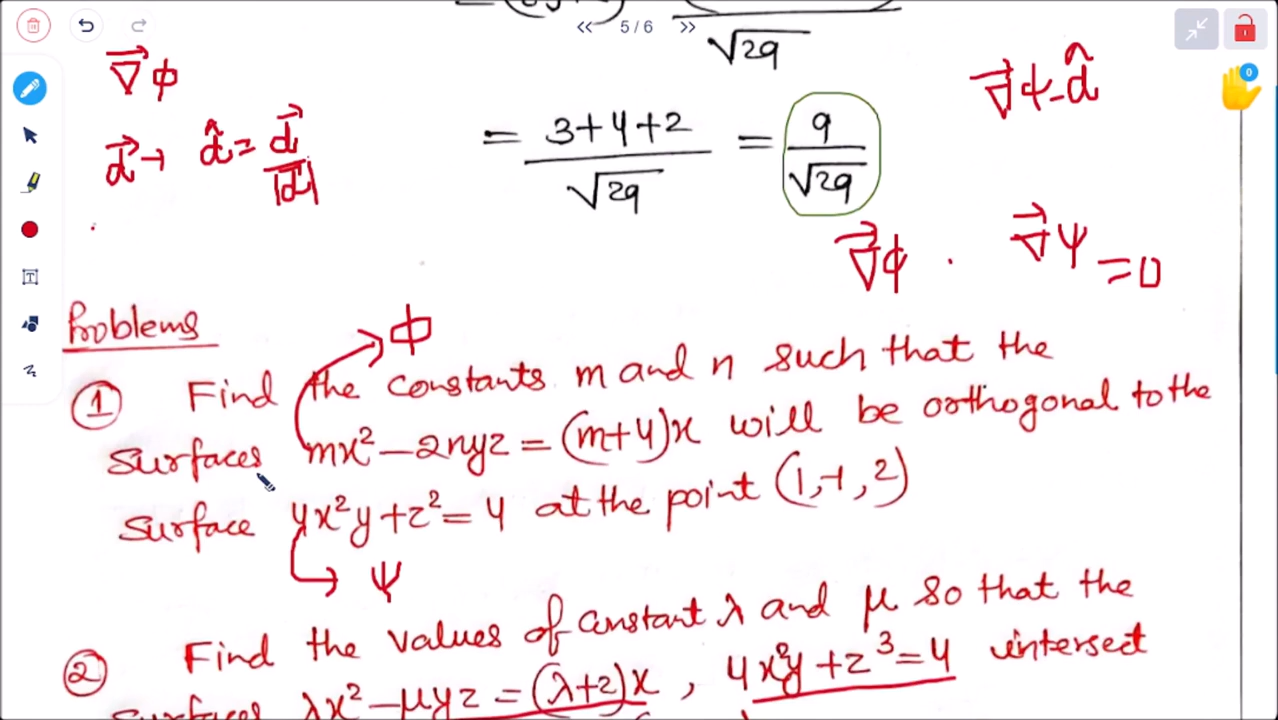 √29
<< 5/6 >>
∇⃗φ
d⃗→ d̂ = d⃗/|d⃗|
= (3+4+2)/√29 = 9/√29
∇⃗ψ-d̂
0
∇⃗φ . ∇⃗ψ =0
Problems
φ
① Find the constants m and n such that the
surfaces mx²-2nyz=(m+4)x will be orthogonal to the
surface 4x²y+z²=4 at the point (1,-1,2)
ψ
② Find the values of constant λ and μ so that the
surfaces λx²-μyz=(λ+2)x, 4x²y+z³=4 intersect